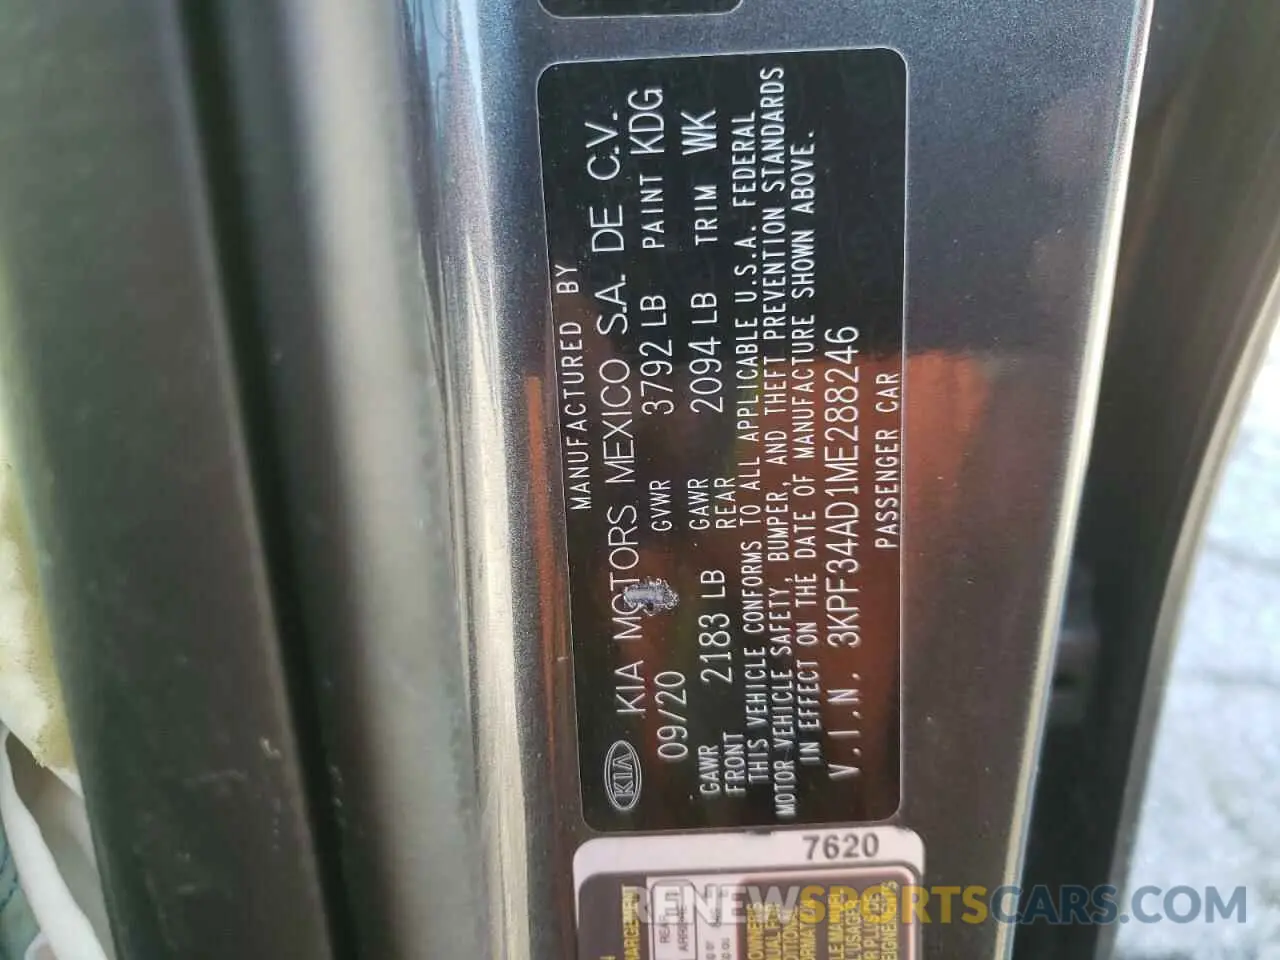 MANUFACTURED BY
KIA KIA MOTORS MEXICO S.A. DE C.V.
09/20 GVWR 3792 LB PAINT KDG
GAWR FRONT 2183 LB GAWR REAR 2094 LB TRIM WK
THIS VEHICLE CONFORMS TO ALL APPLICABLE U.S.A. FEDERAL
MOTOR VEHICLE SAFETY, BUMPER, AND THEFT PREVENTION STANDARDS
IN EFFECT ON THE DATE OF MANUFACTURE SHOWN ABOVE.
V.I.N. 3KPF34AD1ME288246
PASSENGER CAR
7620
RENEWSPORTSCARS.COM